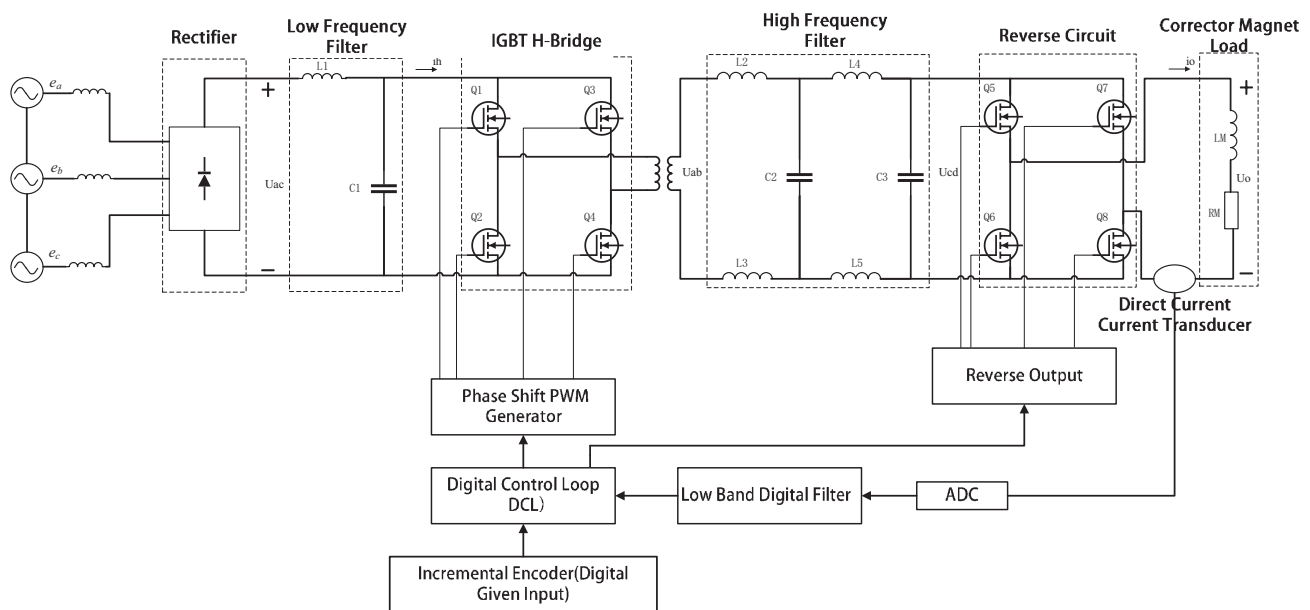 Rectifier
Low Frequency
Filter
IGBT H-Bridge
High Frequency
Filter
Reverse Circuit
Corrector Magnet
Load
ea
eb
ec
+
Uac
−
L1
C1
ih
Q1
Q3
Q2
Q4
Uab
L2
L4
C2
C3
L3
L5
Ucd
Q5
Q7
Q6
Q8
io
+
LM
Uo
RM
−
Direct Current
Current Transducer
Phase Shift PWM
Generator
Reverse Output
Digital Control Loop
DCL）
Low Band Digital Filter
ADC
Incremental Encoder(Digital
Given Input)